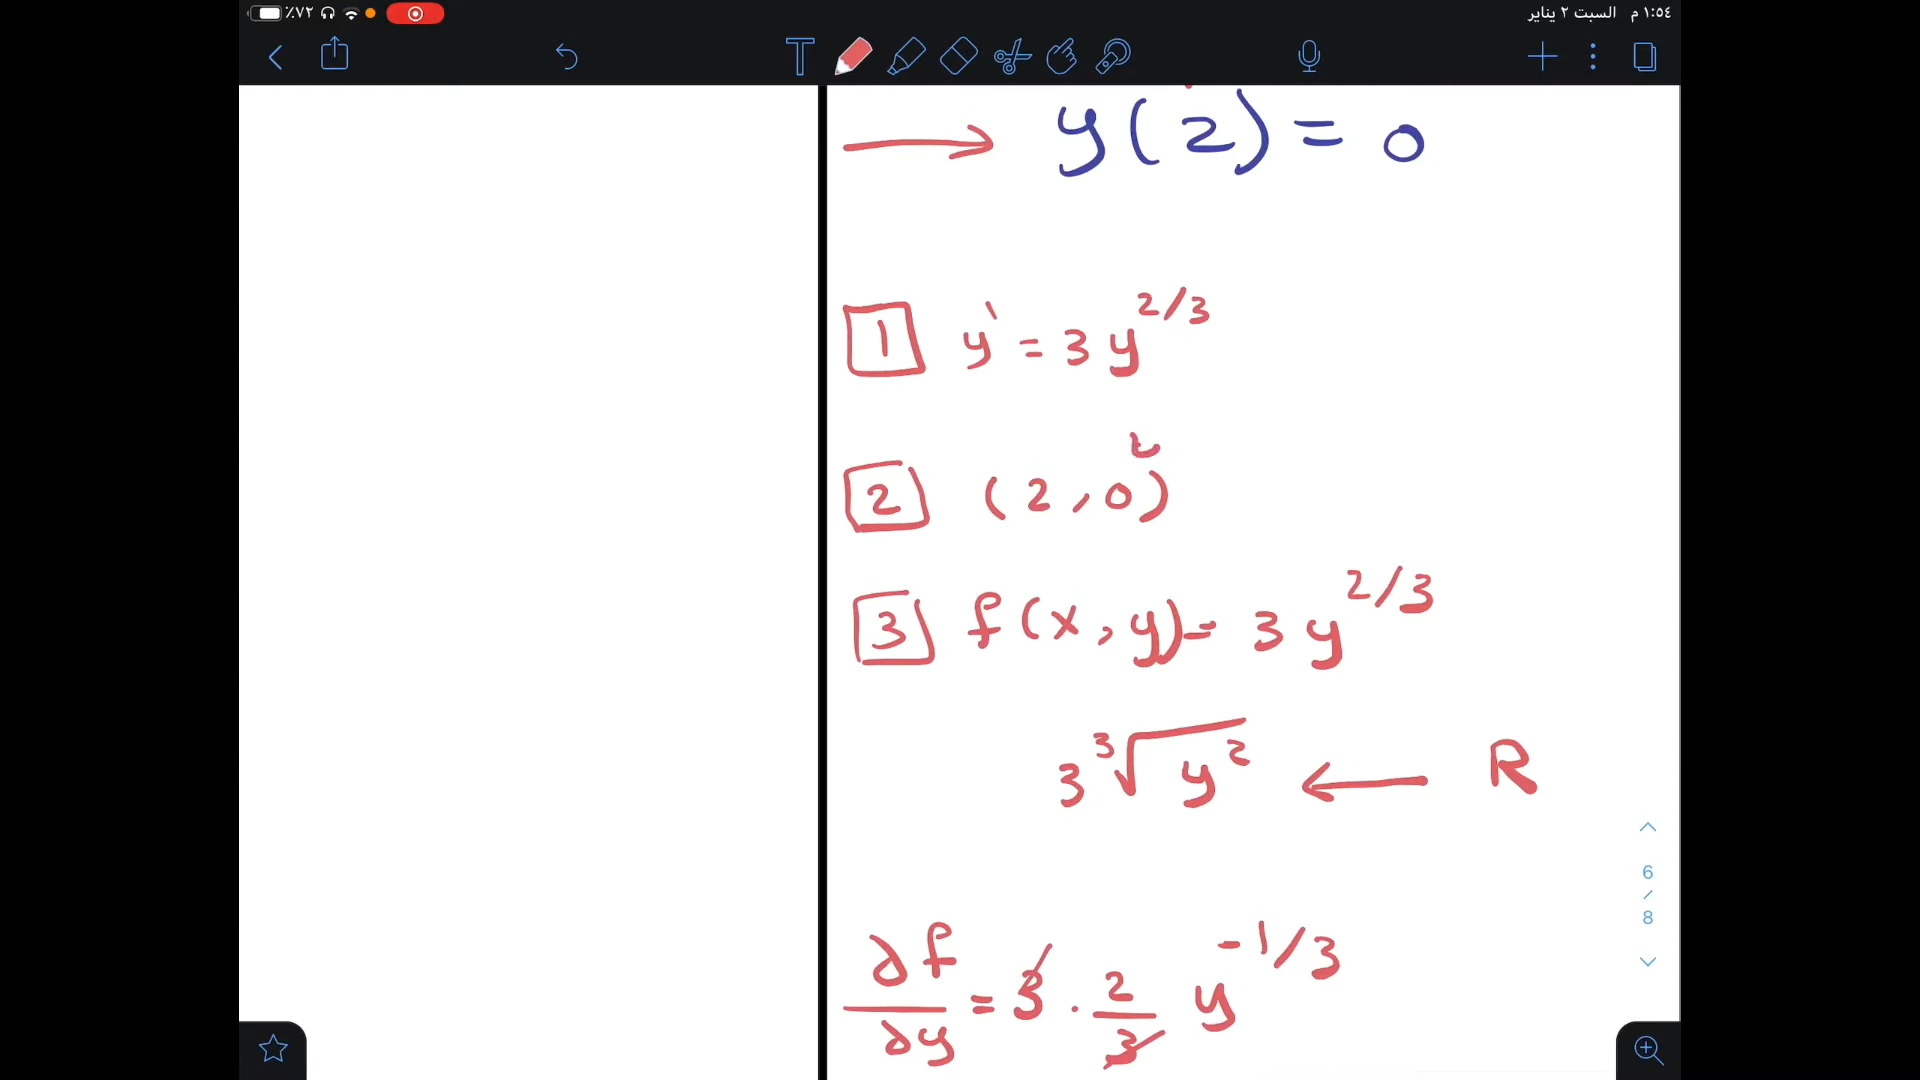 ٪٧٢
١:٥٤ م السبت ٢ يناير
T
→ y(2) = 0
1 y' = 3y^{2/3}
2 (2, 0)
3 f(x, y) = 3y^{2/3}
3∛y² ← R
∂f/∂y = 3 · 2/3 y^{-1/3}
6
/
8